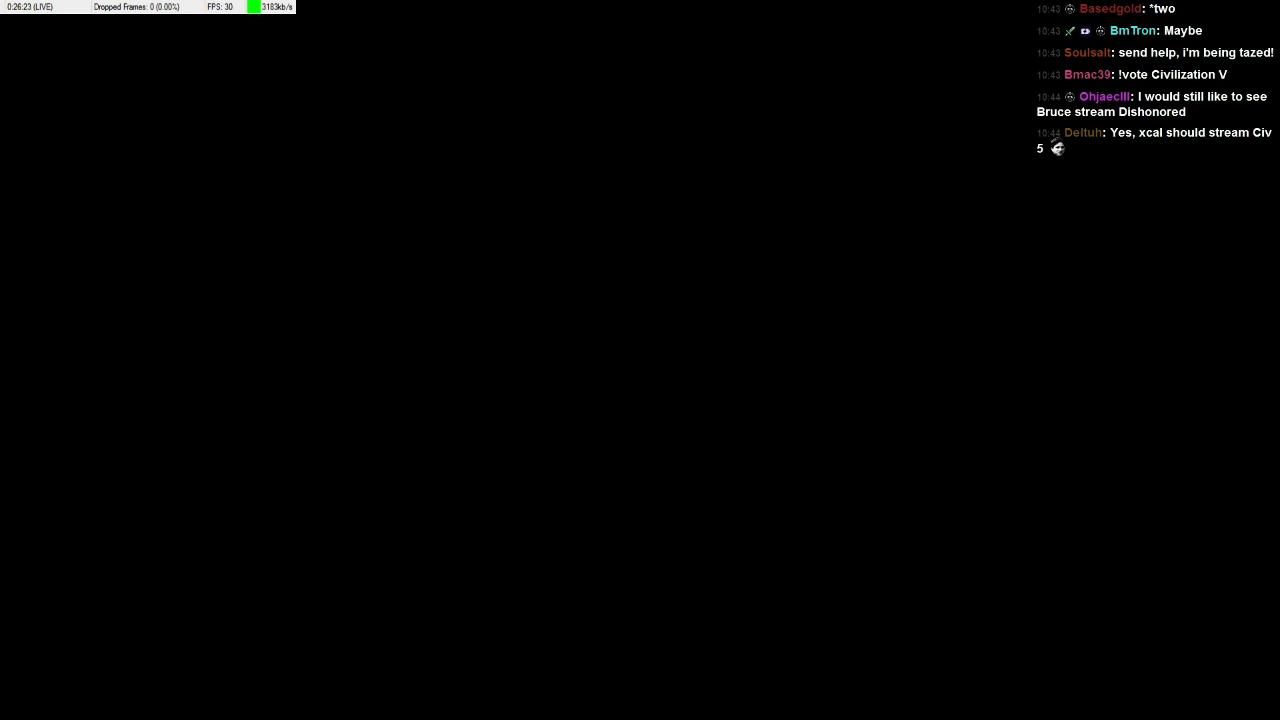 0:26:23 (LIVE) Dropped Frames: 0 (0.00%) FPS: 30 3183kb/s
10:43 Basedgold: *two
10:43 BmTron: Maybe
10:43 Soulsalt: send help, i'm being tazed!
10:43 Bmac39: !vote Civilization V
10:44 Ohjaeclll: I would still like to see
Bruce stream Dishonored
10:44 Deltuh: Yes, xcal should stream Civ
5